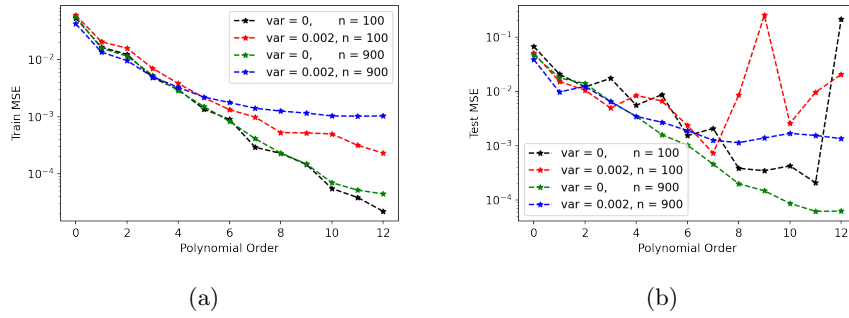 var = 0, n = 100
var = 0.002, n = 100
var = 0, n = 900
var = 0.002, n = 900
10⁻²
10⁻³
10⁻⁴
Train MSE
0 2 4 6 8 10 12
Polynomial Order
(a)
10⁻¹
10⁻²
10⁻³
10⁻⁴
Test MSE
var = 0, n = 100
var = 0.002, n = 100
var = 0, n = 900
var = 0.002, n = 900
0 2 4 6 8 10 12
Polynomial Order
(b)